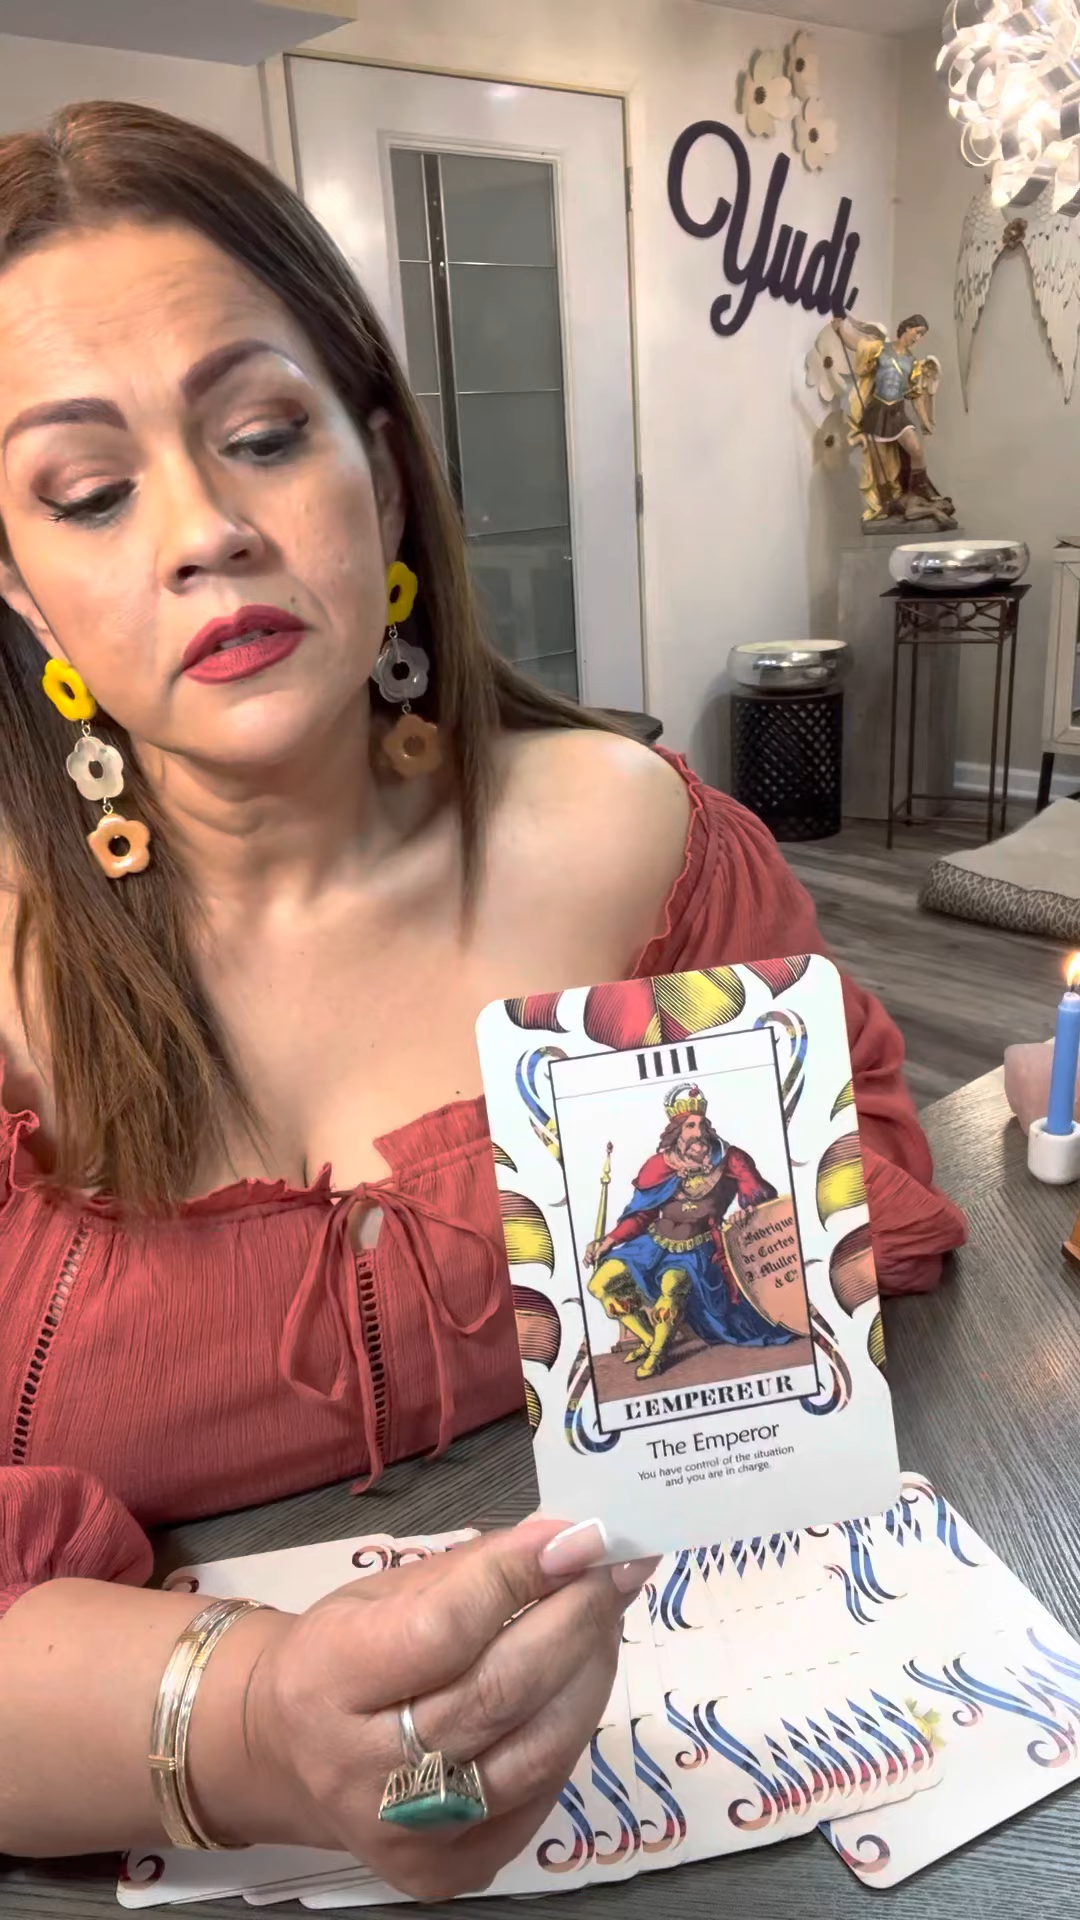 Yudi
IIII
Fabrique
de Cartes
J. Muller
& Cie
L'EMPEREUR
The Emperor
You have control of the situation
and you are in charge.